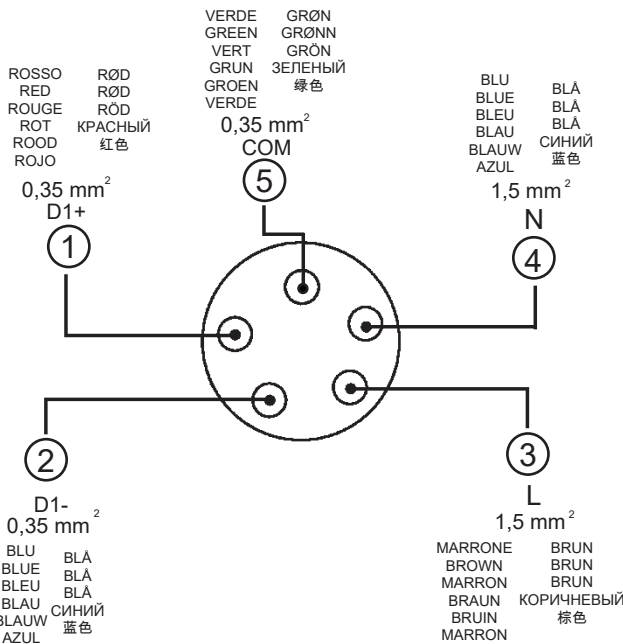 VERDE
GREEN
VERT
GRUN
GROEN
VERDE
GRØN
GRØNN
GRÖN
ЗЕЛЕНЫЙ
绿色
0,35 mm²
COM
5
ROSSO
RED
ROUGE
ROT
ROOD
ROJO
RØD
RØD
RÖD
КРАСНЫЙ
红色
0,35 mm²
D1+
1
BLU
BLUE
BLEU
BLAU
BLAUW
AZUL
BLÅ
BLÅ
BLÅ
СИНИЙ
蓝色
1,5 mm²
N
4
2
D1-
0,35 mm²
BLU
BLUE
BLEU
BLAU
BLAUW
AZUL
BLÅ
BLÅ
BLÅ
СИНИЙ
蓝色
3
L
1,5 mm²
MARRONE
BROWN
MARRON
BRAUN
BRUIN
MARRON
BRUN
BRUN
BRUN
КОРИЧНЕВЫЙ
棕色